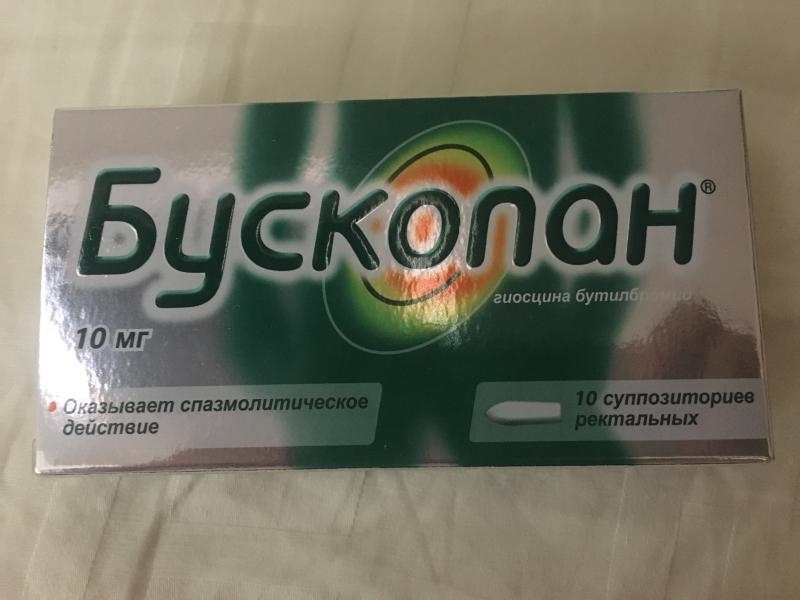 Бускопан®
гиосцина бутилбромид
10 мг
Оказывает спазмолитическое
действие
10 суппозиториев
ректальных